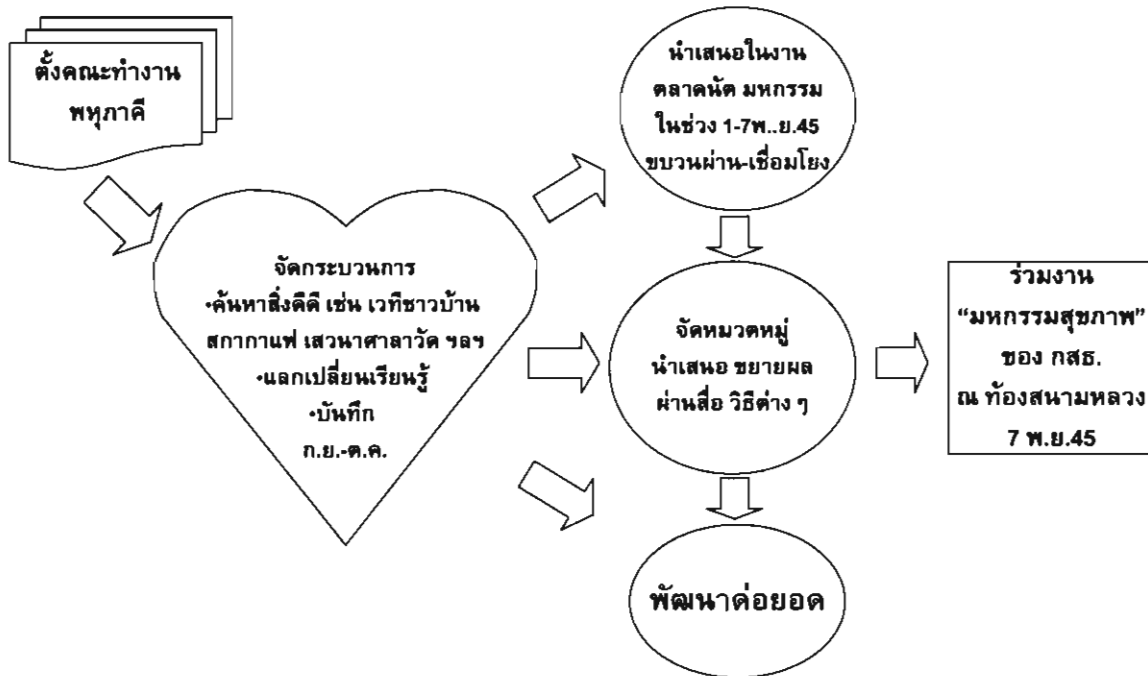 ตั้งคณะทำงาน
พหุภาคี
นำเสนอในงาน
ตลาดนัด มหกรรม
ในช่วง 1-7พ..ย.45
ขบวนผ่าน-เชื่อมโยง
จัดกระบวนการ
•ค้นหาสิ่งดีดี เช่น เวทีชาวบ้าน
สภากาแฟ เสวนาศาลาวัด ฯลฯ
•แลกเปลี่ยนเรียนรู้
•บันทึก
ก.ย.-ต.ค.
จัดหมวดหมู่
นำเสนอ ขยายผล
ผ่านสื่อ วิธีต่าง ๆ
ร่วมงาน
“มหกรรมสุขภาพ”
ของ กสธ.
ณ ท้องสนามหลวง
7 พ.ย.45
พัฒนาต่อยอด